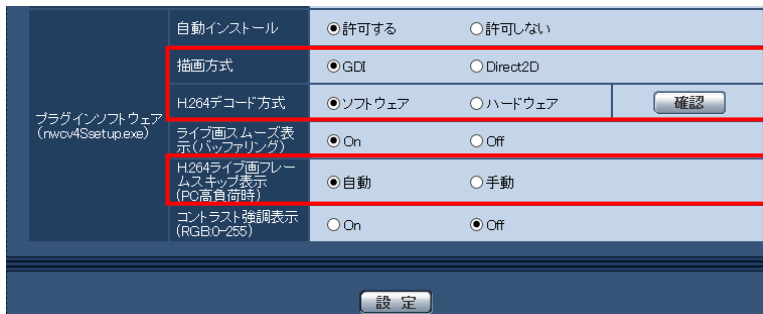 自動インストール
許可する
許可しない
描画方式
GDI
Direct2D
H.264デコード方式
ソフトウェア
ハードウェア
確認
プラグインソフトウェア
(nwcv4Ssetup.exe)
ライブ画スムーズ表
示(バッファリング)
On
Off
H.264ライブ画フレー
ムスキップ表示
(PC高負荷時)
自動
手動
コントラスト強調表示
(RGB:0-255)
On
Off
設 定